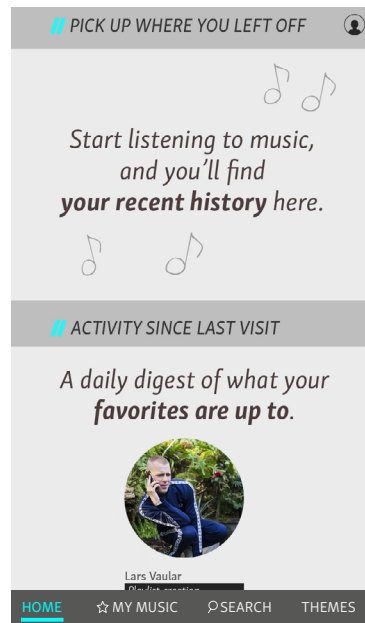 // PICK UP WHERE YOU LEFT OFF
Start listening to music,
and you'll find
your recent history here.
// ACTIVITY SINCE LAST VISIT
A daily digest of what your
favorites are up to.
Lars Vaular
Playlist creation
HOME MY MUSIC SEARCH THEMES